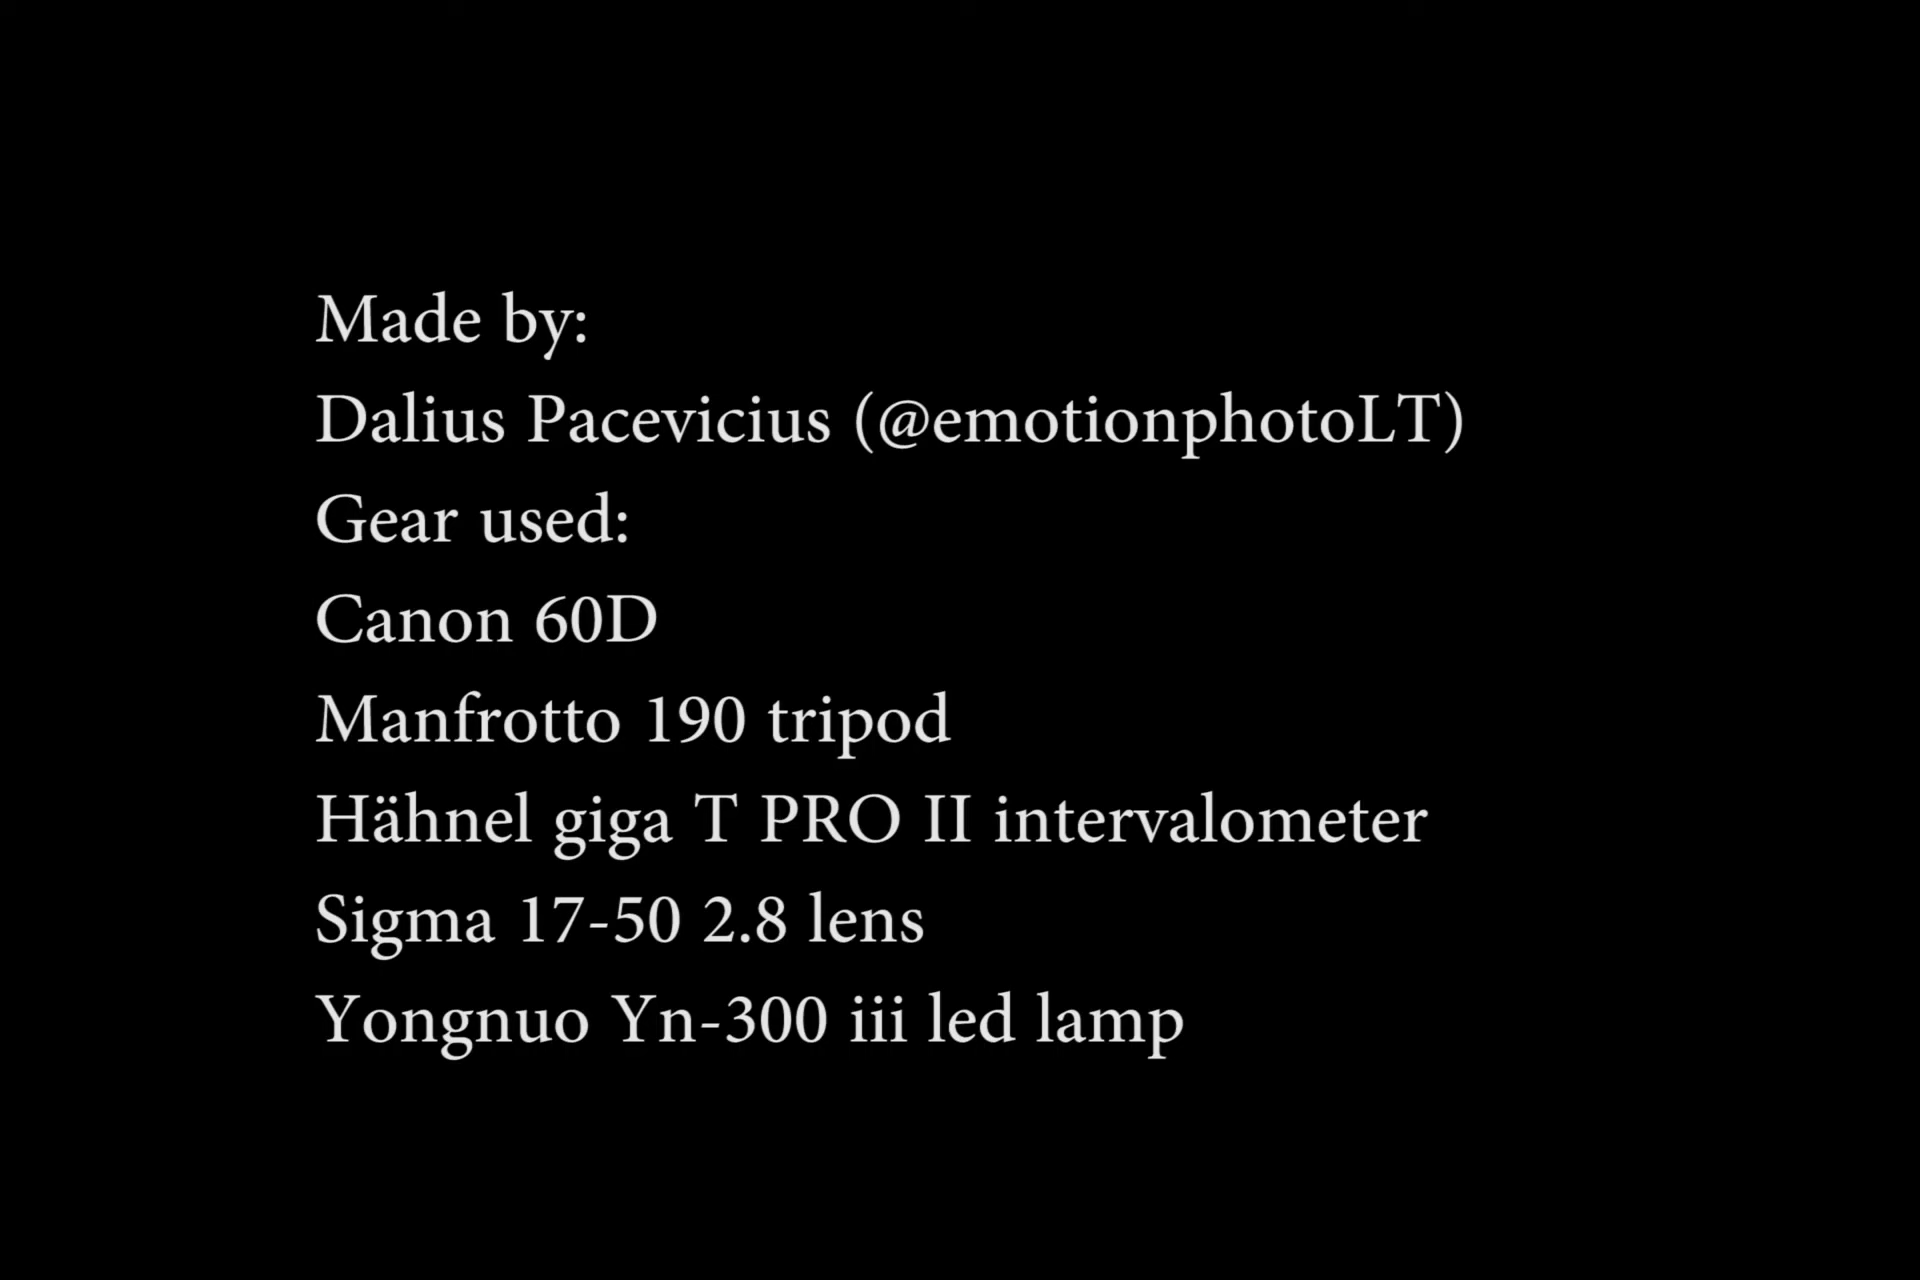 Made by:
Dalius Pacevicius (@emotionphotoLT)
Gear used:
Canon 60D
Manfrotto 190 tripod
Hähnel giga T PRO II intervalometer
Sigma 17-50 2.8 lens
Yongnuo Yn-300 iii led lamp